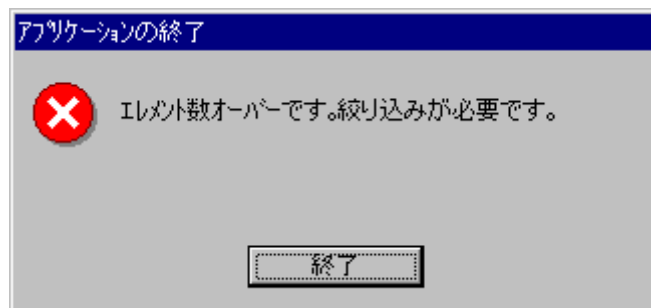 アプリケーションの終了
エレメント数オーバーです。絞り込みが必要です。
終了